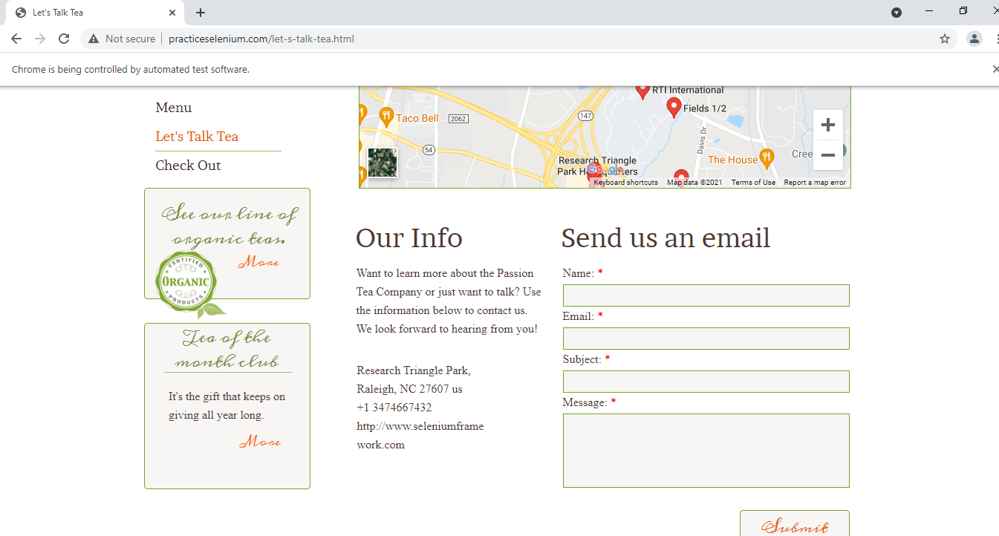 Let's Talk Tea
Not secure
practiceselenium.com/let-s-talk-tea.html
Chrome is being controlled by automated test software.
Menu
Let's Talk Tea
Check Out
See our line of
organic teas.
More
CERTIFIED
ORGANIC
PRODUCTS
Tea of the
month club
It's the gift that keeps on
giving all year long.
More
RTI International
Fields 1/2
Taco Bell
2062
147
54
Davis Dr
The House
Cree
Research Triangle
Park Headquarters
Google
Keyboard shortcuts
Map data ©2021
Terms of Use
Report a map error
Our Info
Want to learn more about the Passion
Tea Company or just want to talk? Use
the information below to contact us.
We look forward to hearing from you!
Research Triangle Park,
Raleigh, NC 27607 us
+1 3474667432
http://www.seleniumframe
work.com
Send us an email
Name: *
Email: *
Subject: *
Message: *
Submit